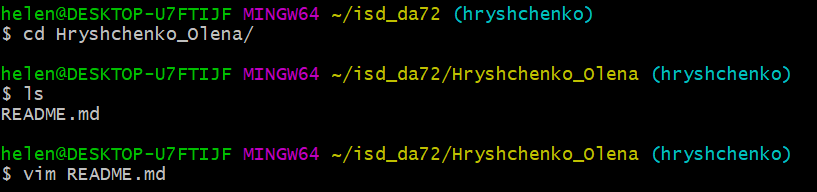 helen@DESKTOP-U7FTIJF MINGW64 ~/isd_da72 (hryshchenko)
$ cd Hryshchenko_Olena/
helen@DESKTOP-U7FTIJF MINGW64 ~/isd_da72/Hryshchenko_Olena (hryshchenko)
$ ls
README.md
helen@DESKTOP-U7FTIJF MINGW64 ~/isd_da72/Hryshchenko_Olena (hryshchenko)
$ vim README.md